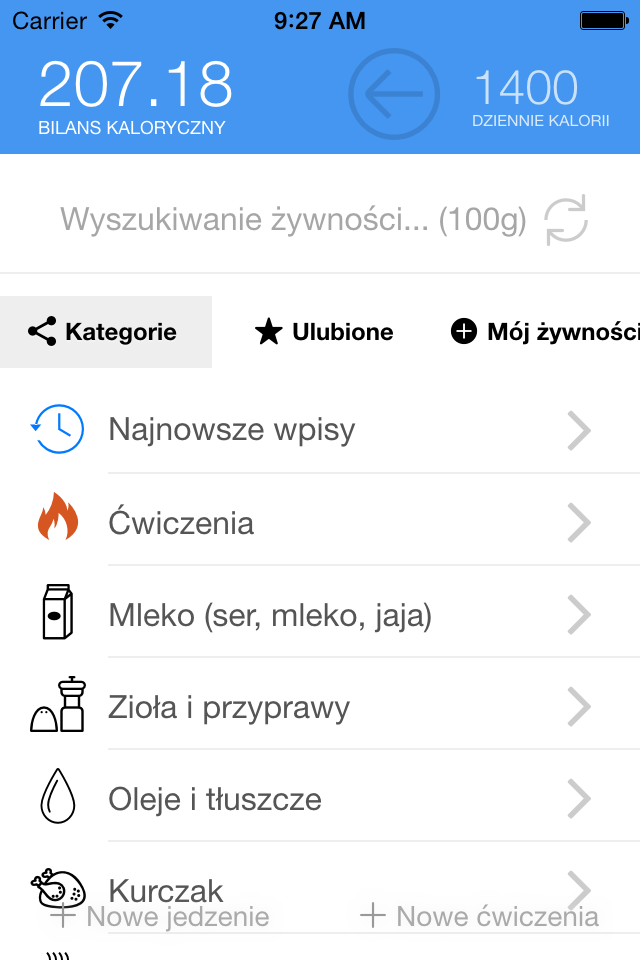 Carrier 9:27 AM
207.18 1400
BILANS KALORYCZNY DZIENNIE KALORII
Wyszukiwanie żywności... (100g)
Kategorie Ulubione Mój żywności
Najnowsze wpisy
Ćwiczenia
Mleko (ser, mleko, jaja)
Zioła i przyprawy
Oleje i tłuszcze
Kurczak
Nowe jedzenie Nowe ćwiczenia